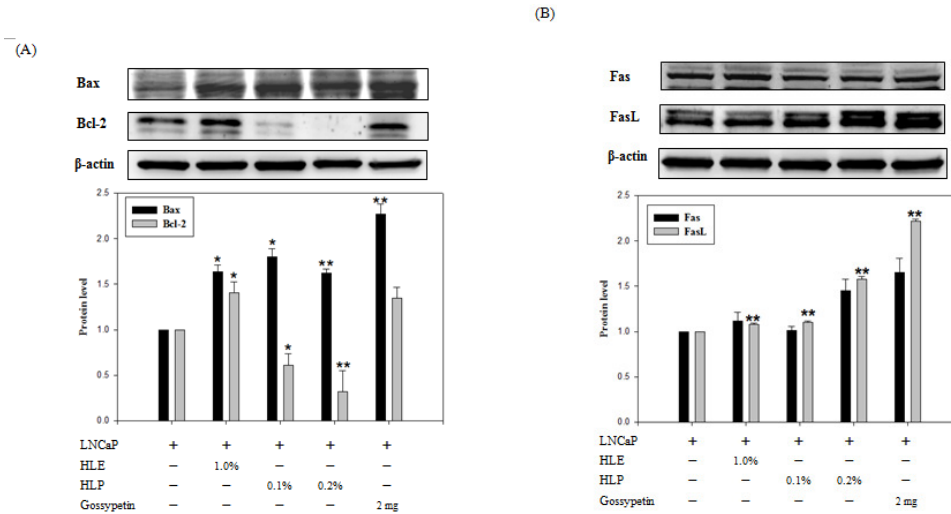 (A)
Bax
Bcl-2
β-actin
2.5
2.0
1.5
1.0
0.5
0.0
Protein level
Bax
Bcl-2
* * * * ** ** **
LNCaP + + + + +
HLE – 1.0% – – –
HLP – – 0.1% 0.2% –
Gossypetin – – – – 2 mg
(B)
Fas
FasL
β-actin
2.5
2.0
1.5
1.0
0.5
0.0
Protein level
Fas
FasL
** ** ** **
LNCaP + + + + +
HLE – 1.0% – – –
HLP – – 0.1% 0.2% –
Gossypetin – – – – 2 mg